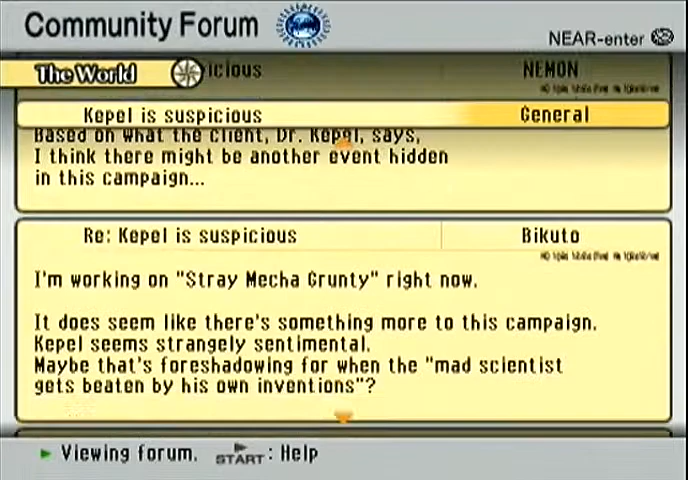 Community Forum
NEAR-enter
The World
icious
NEMON
Kepel is suspicious
General
Based on what the client, Dr. Kepel, says,
I think there might be another event hidden
in this campaign...
Re: Kepel is suspicious
Bikuto
I'm working on "Stray Mecha Grunty" right now.
It does seem like there's something more to this campaign.
Kepel seems strangely sentimental.
Maybe that's foreshadowing for when the "mad scientist
gets beaten by his own inventions"?
Viewing forum.
START: Help